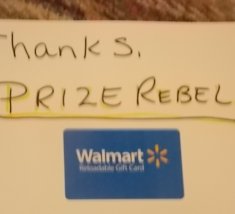 Thanks,
PRIZE REBEL
Walmart
Reloadable Gift Card